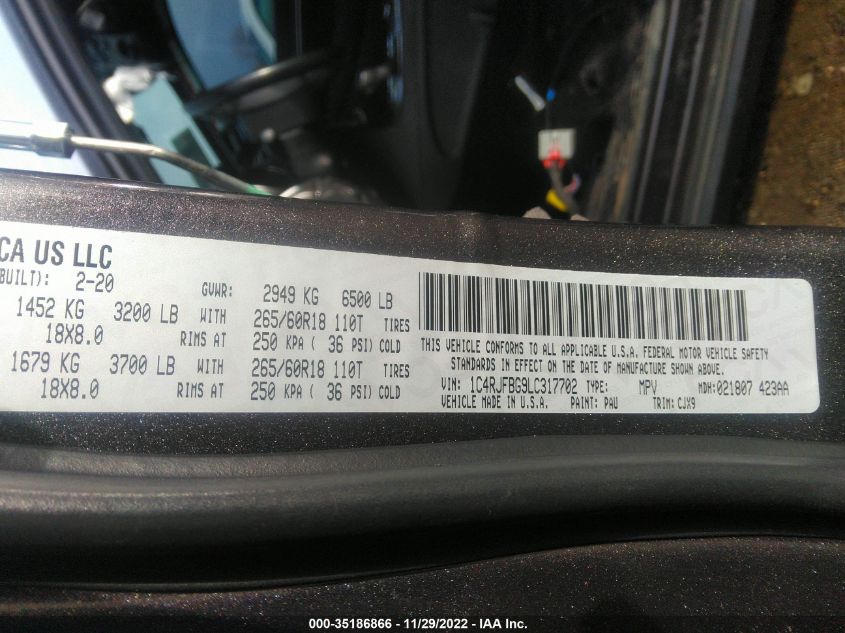 CA US LLC
BUILT): 2-20 GVWR: 2949 KG 6500 LB
1452 KG 3200 LB WITH 265/60R18 110T TIRES
18X8.0 RIMS AT 250 KPA ( 36 PSI) COLD
1679 KG 3700 LB WITH 265/60R18 110T TIRES
18X8.0 RIMS AT 250 KPA ( 36 PSI) COLD
THIS VEHICLE CONFORMS TO ALL APPLICABLE U.S.A. FEDERAL MOTOR VEHICLE SAFETY
STANDARDS IN EFFECT ON THE DATE OF MANUFACTURE SHOWN ABOVE.
VIN: 1C4RJFBG9LC317702 TYPE: MPV MDH: 021807 423AA
VEHICLE MADE IN U.S.A. PAINT: PAU TRIM: CJX9
000-35186866 - 11/29/2022 - IAA Inc.